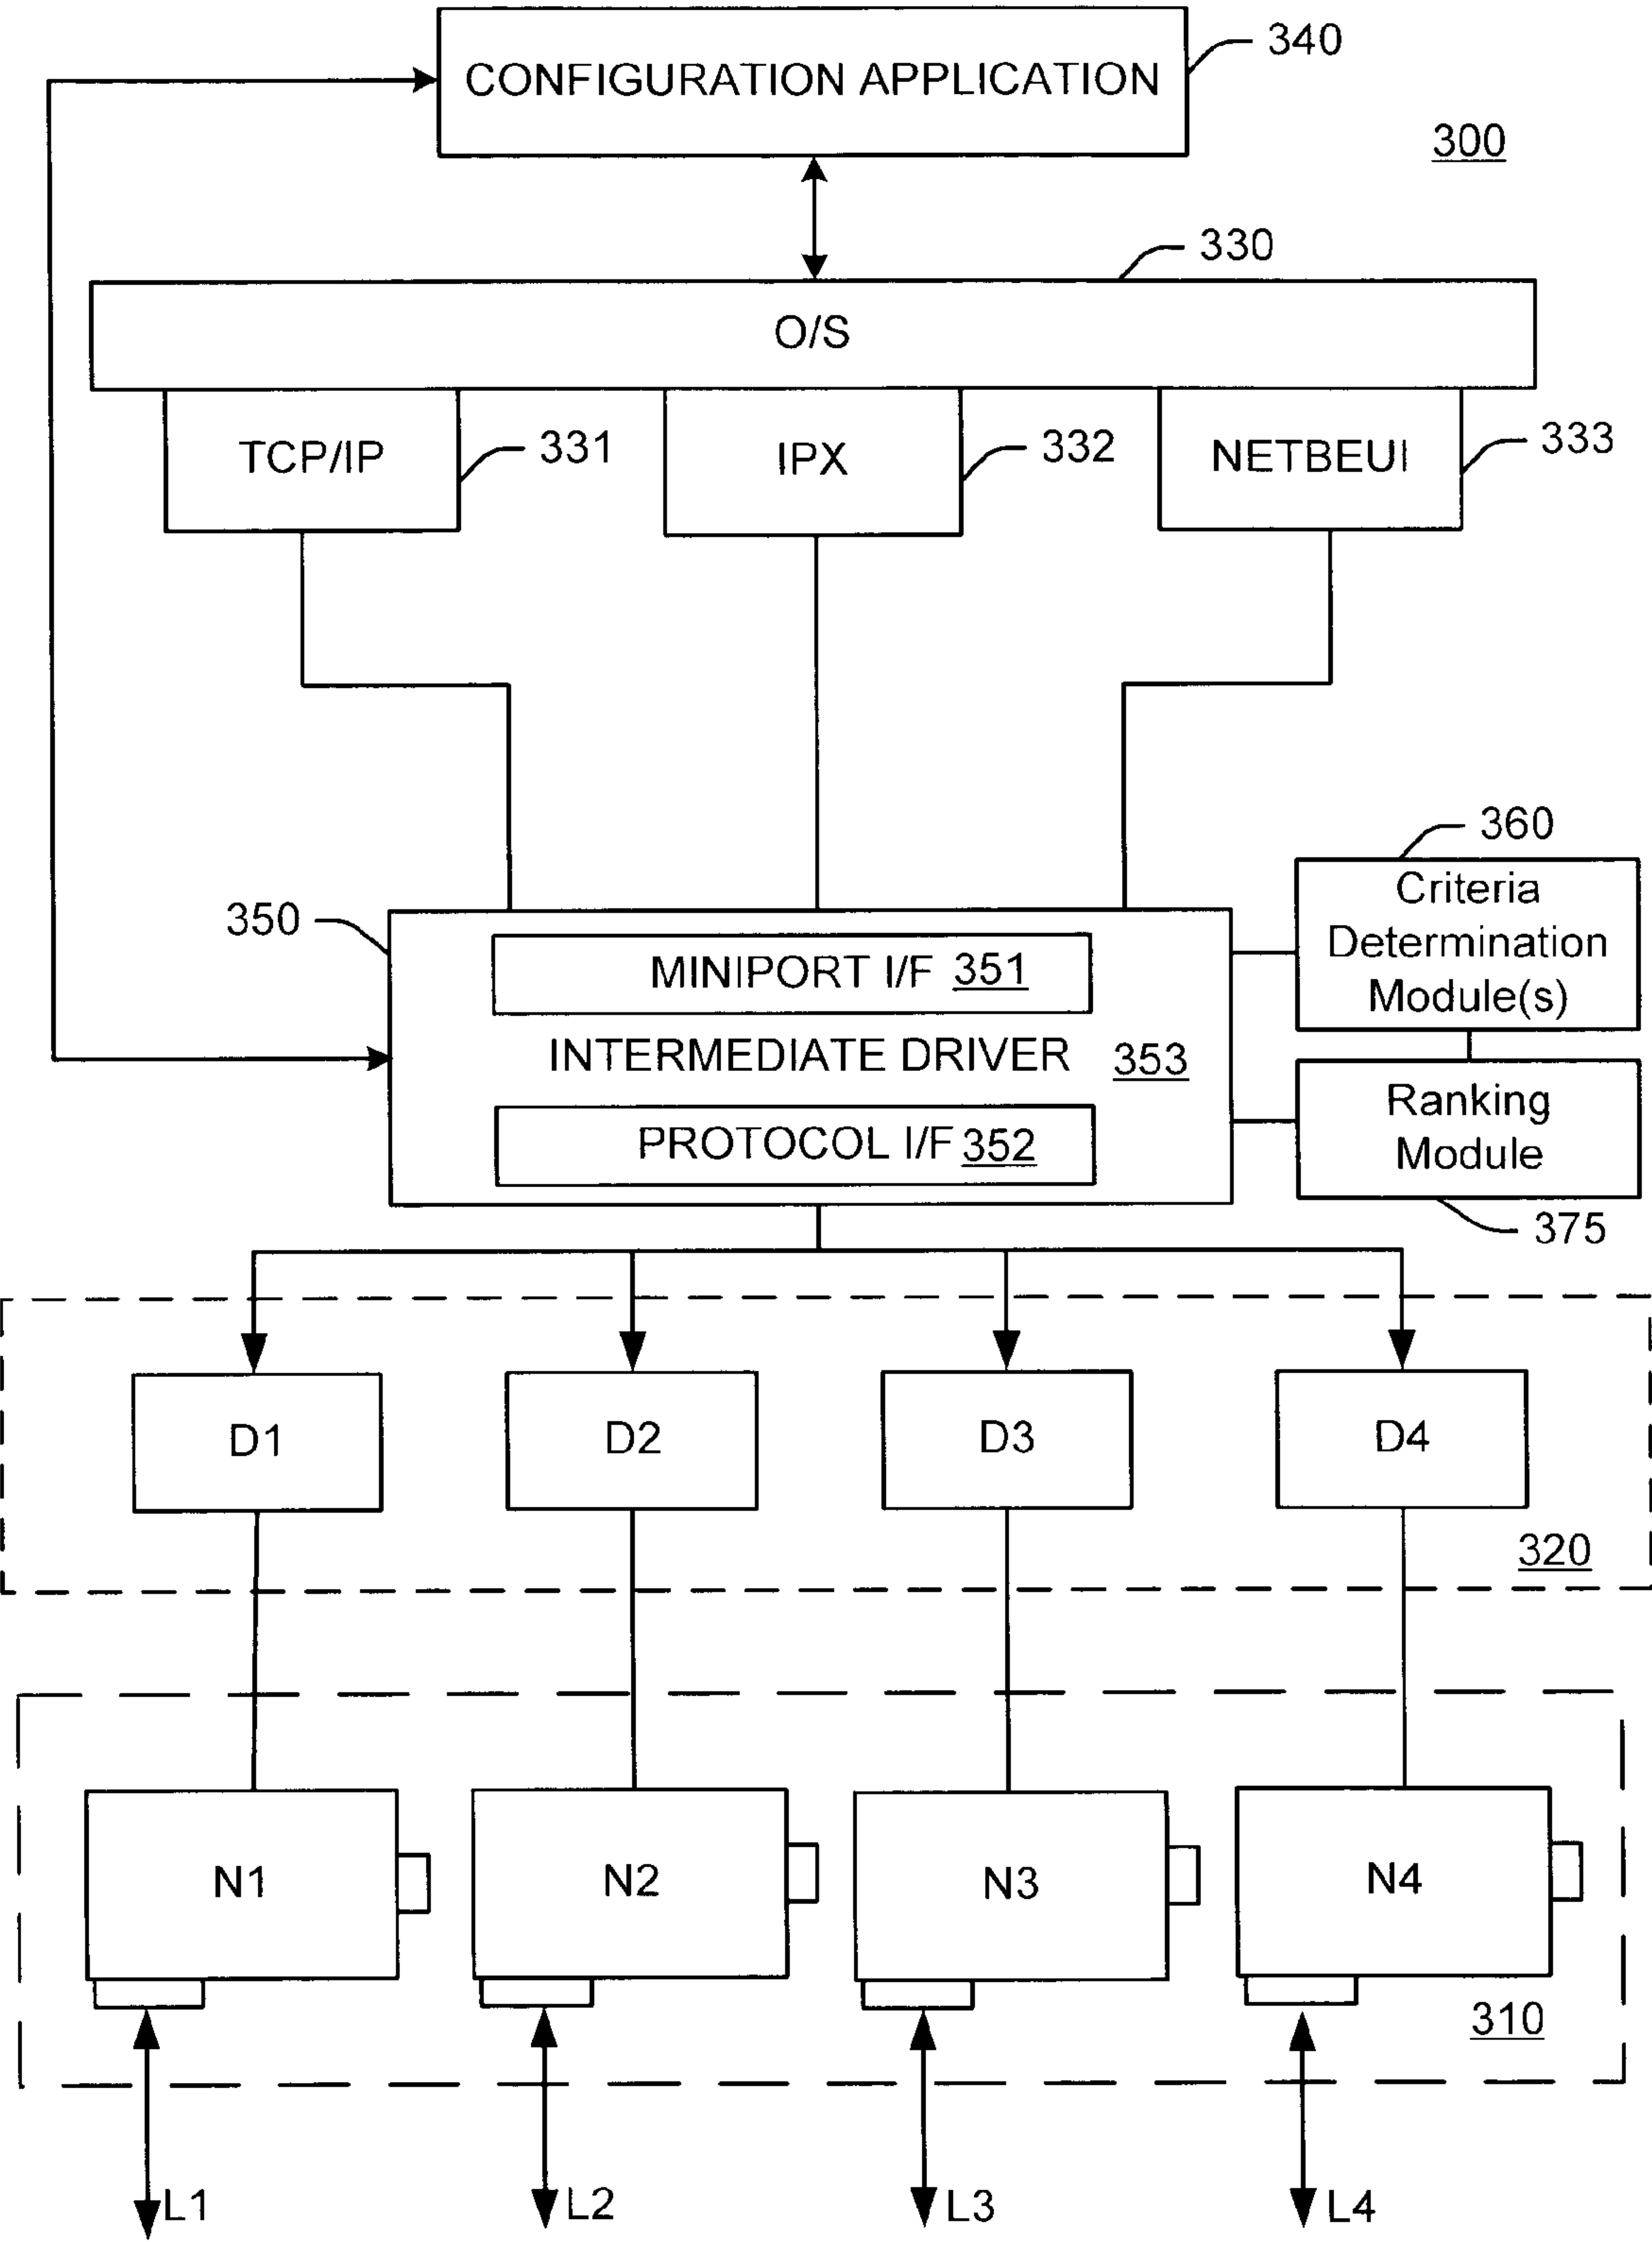 340
CONFIGURATION APPLICATION
300
330
O/S
TCP/IP
331
IPX
332
NETBEUI
333
360
Criteria
Determination
Module(s)
350
MINIPORT I/F 351
INTERMEDIATE DRIVER 353
PROTOCOL I/F 352
Ranking
Module
375
D1
D2
D3
D4
320
N1
N2
N3
N4
310
L1
L2
L3
L4